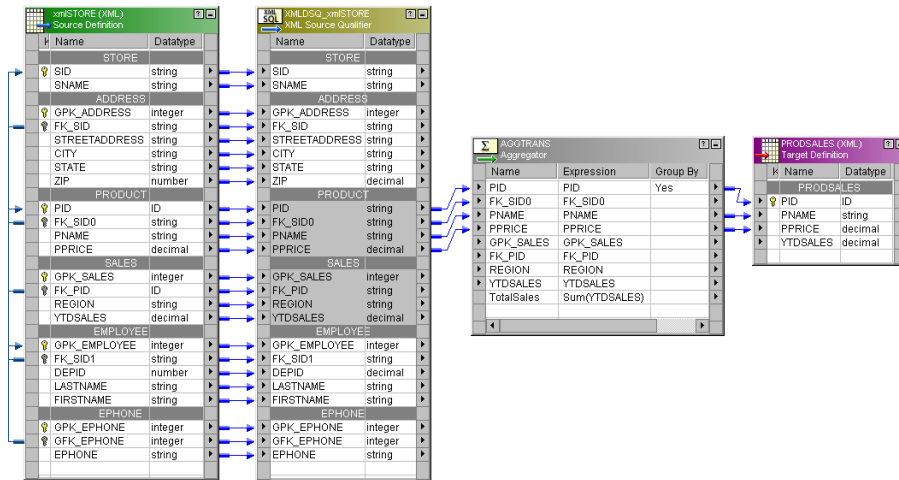 xmlSTORE (XML)
Source Definition
K Name Datatype
STORE
SID string
SNAME string
ADDRESS
GPK_ADDRESS integer
FK_SID string
STREETADDRESS string
CITY string
STATE string
ZIP number
PRODUCT
PID ID
FK_SID0 string
PNAME string
PPRICE decimal
SALES
GPK_SALES integer
FK_PID ID
REGION string
YTDSALES decimal
EMPLOYEE
GPK_EMPLOYEE integer
FK_SID1 string
DEPID number
LASTNAME string
FIRSTNAME string
EPHONE
GPK_EPHONE integer
GFK_EPHONE integer
EPHONE string
XML
SQL
XMLDSQ_xmlSTORE
XML Source Qualifier
Name Datatype
STORE
SID string
SNAME string
ADDRESS
GPK_ADDRESS integer
FK_SID string
STREETADDRESS string
CITY string
STATE string
ZIP decimal
PRODUCT
PID string
FK_SID0 string
PNAME string
PPRICE decimal
SALES
GPK_SALES integer
FK_PID string
REGION string
YTDSALES decimal
EMPLOYEE
GPK_EMPLOYEE integer
FK_SID1 string
DEPID decimal
LASTNAME string
FIRSTNAME string
EPHONE
GPK_EPHONE integer
GFK_EPHONE integer
EPHONE string
Σ AGGTRANS
Aggregator
Name Expression Group By
PID PID Yes
FK_SID0 FK_SID0
PNAME PNAME
PPRICE PPRICE
GPK_SALES GPK_SALES
FK_PID FK_PID
REGION REGION
YTDSALES YTDSALES
TotalSales Sum(YTDSALES)
PRODSALES (XML)
Target Definition
K Name Datatype
PRODSALES
PID ID
PNAME string
PPRICE decimal
YTDSALES decimal